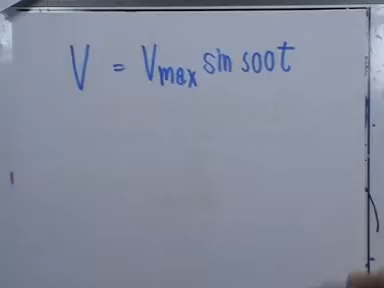 V = Vmax sin 500t